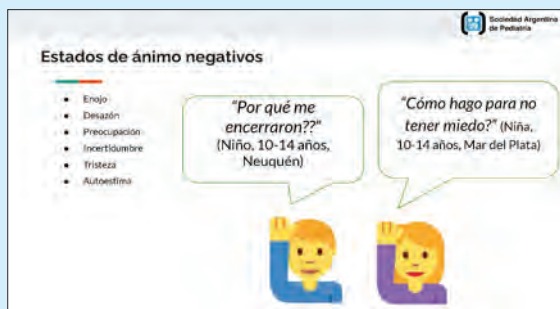 Sociedad Argentina
de Pediatría
Estados de ánimo negativos
• Enojo
• Desazón
• Preocupación
• Incertidumbre
• Tristeza
• Autoestima
“Por qué me
encerraron??”
(Niño, 10-14 años,
Neuquén)
“Cómo hago para no
tener miedo?” (Niña,
10-14 años, Mar del Plata)